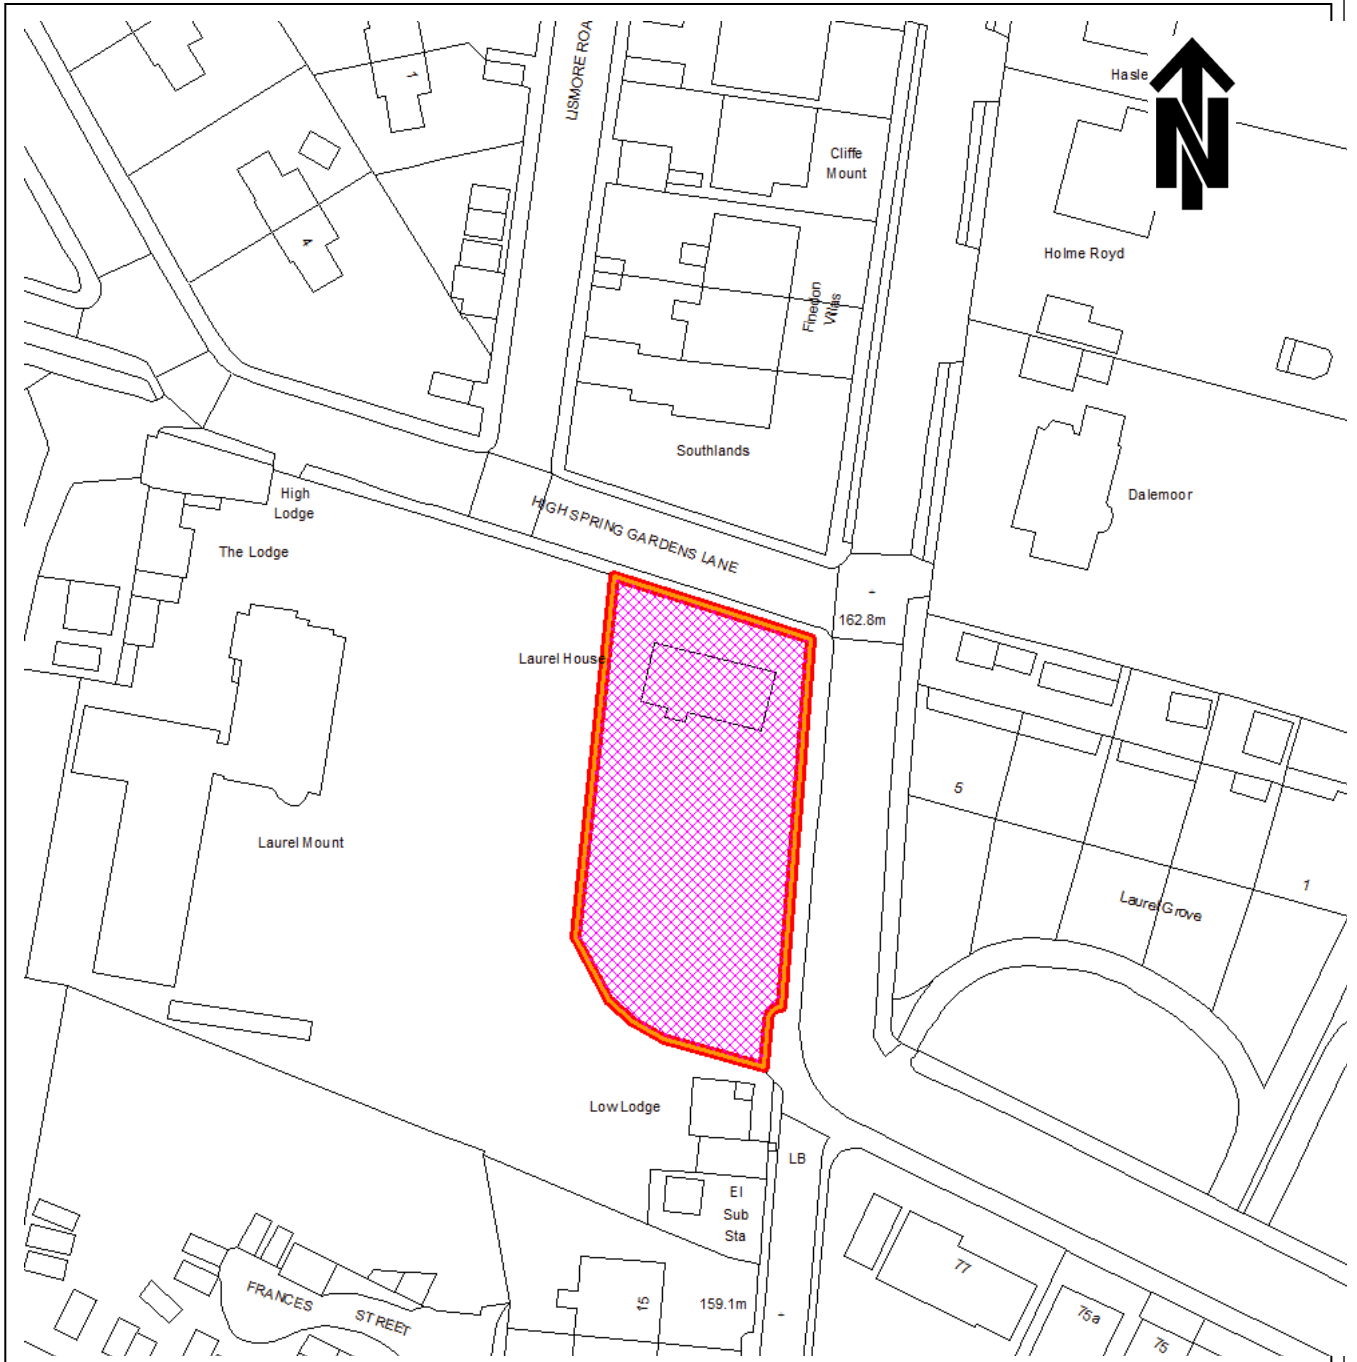 LISMORE ROA
1
Hasle
N
Cliffe
Mount
4
Holme Royd
Finedon
Villas
Southlands
Dalemoor
High
Lodge
HIGH SPRING GARDENS LANE
The Lodge
162.8m
Laurel House
5
Laurel Mount
1
Laurel Grove
Low Lodge
LB
El
Sub
Sta
77
FRANCES STREET
15
159.1m
75a
75